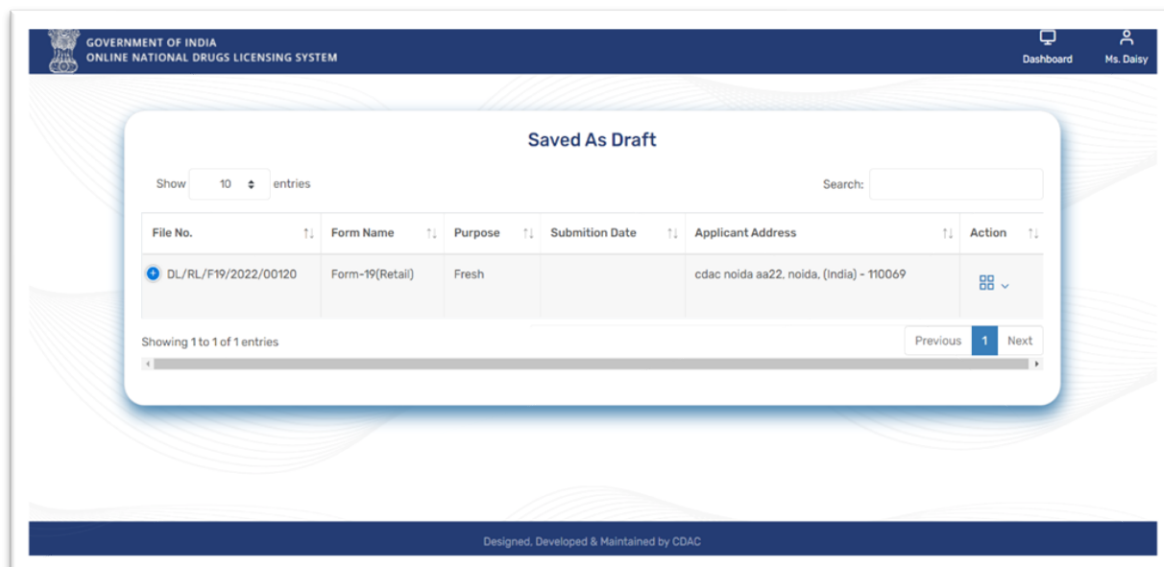 GOVERNMENT OF INDIA
ONLINE NATIONAL DRUGS LICENSING SYSTEM
Dashboard
Ms. Daisy
Saved As Draft
Show 10 entries
Search:
File No. Form Name Purpose Submition Date Applicant Address Action
DL/RL/F19/2022/00120 Form-19(Retail) Fresh cdac noida aa22, noida, (India) - 110069
Showing 1 to 1 of 1 entries
Previous 1 Next
Designed, Developed & Maintained by CDAC